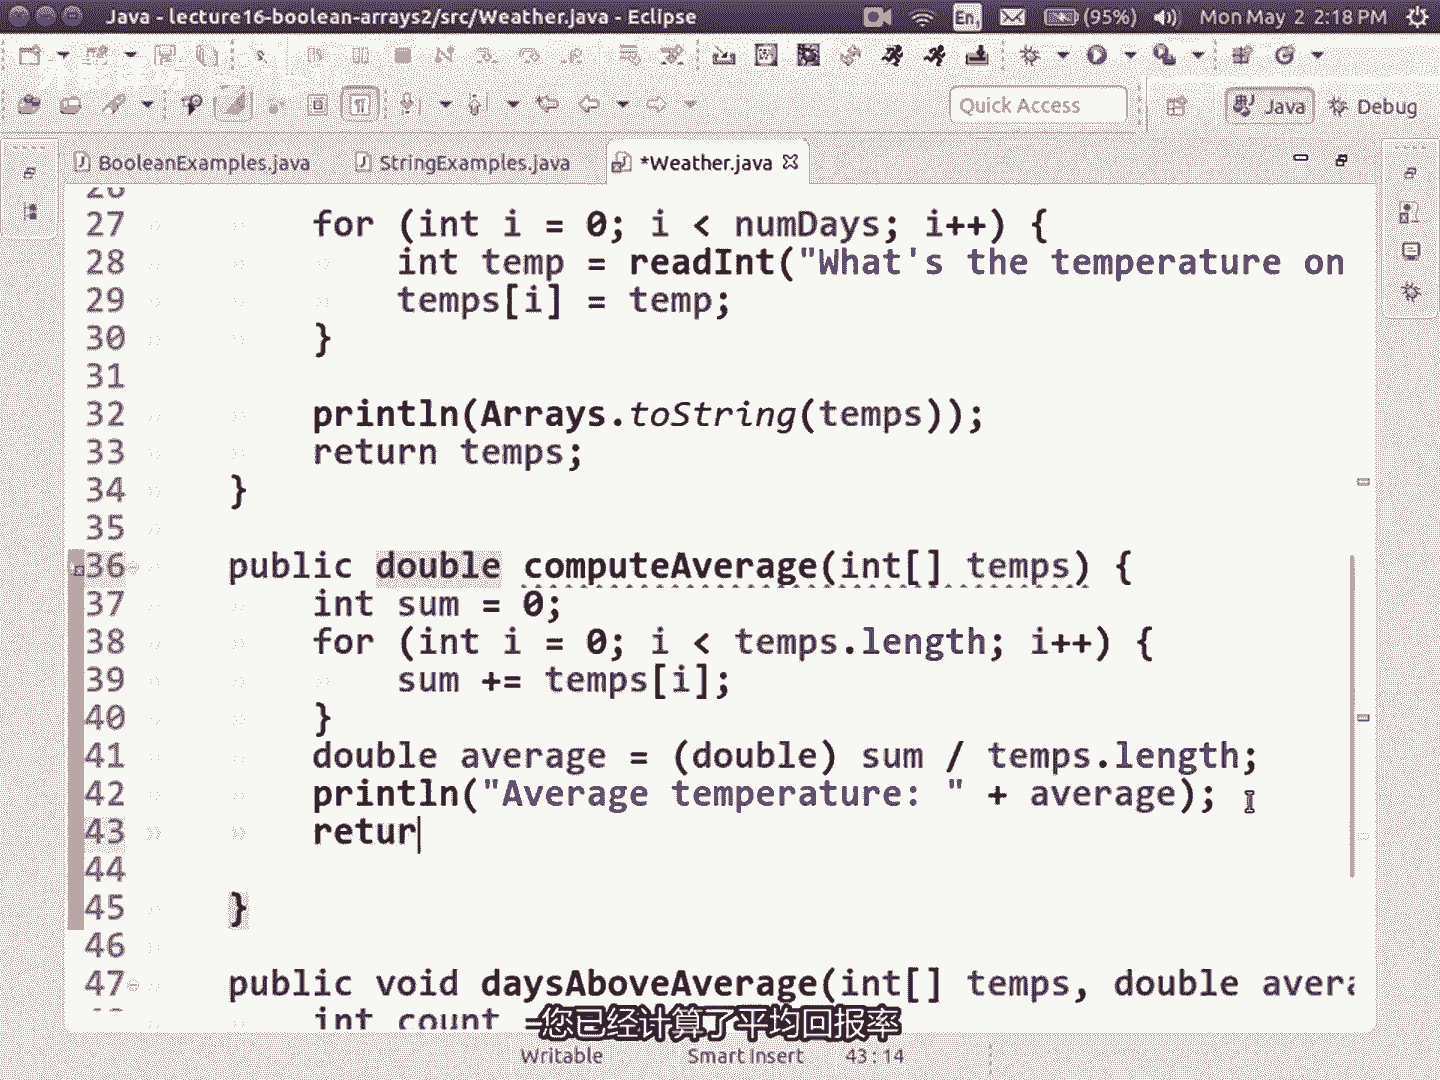 Java - lecture16-boolean-arrays2/src/Weather.java - Eclipse
En
(95%)
Mon May 2 2:18 PM
Quick Access
Java
Debug
BooleanExamples.java
StringExamples.java
*Weather.java
27 for (int i = 0; i < numDays; i++) {
28 int temp = readInt("What's the temperature on
29 temps[i] = temp;
30 }
31
32 println(Arrays.toString(temps));
33 return temps;
34 }
35
36 public double computeAverage(int[] temps) {
37 int sum = 0;
38 for (int i = 0; i < temps.length; i++) {
39 sum += temps[i];
40 }
41 double average = (double) sum / temps.length;
42 println("Average temperature: " + average);
43 retur
44
45 }
46
47 public void daysAboveAverage(int[] temps, double avera
int count =
您已经计算了平均回报率
Writable
Smart Insert
43 : 14